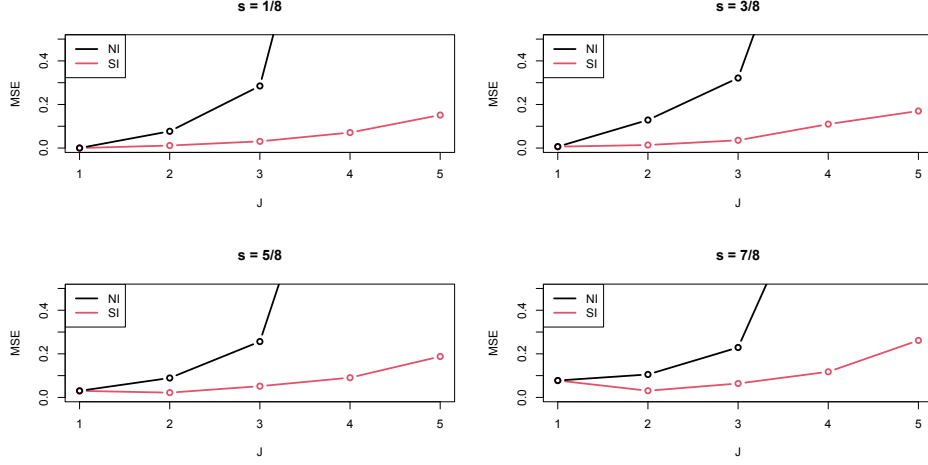 s = 1/8
NI
SI
MSE
0.0 0.2 0.4
1 2 3 4 5
J
s = 3/8
NI
SI
MSE
0.0 0.2 0.4
1 2 3 4 5
J
s = 5/8
NI
SI
MSE
0.0 0.2 0.4
1 2 3 4 5
J
s = 7/8
NI
SI
MSE
0.0 0.2 0.4
1 2 3 4 5
J